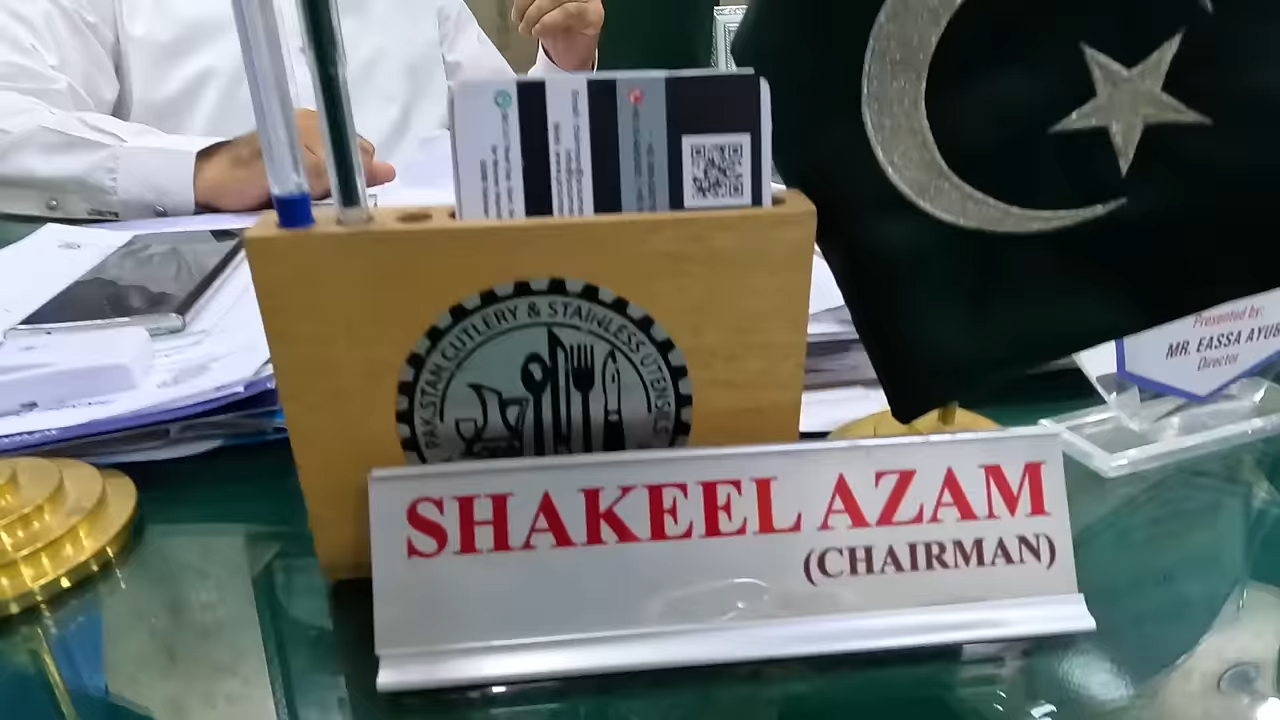 PAKISTAN CUTLERY & STAINLESS UTENSILS
SHAKEEL AZAM
(CHAIRMAN)
Presented by:
MR. EASSA AYUB
Director